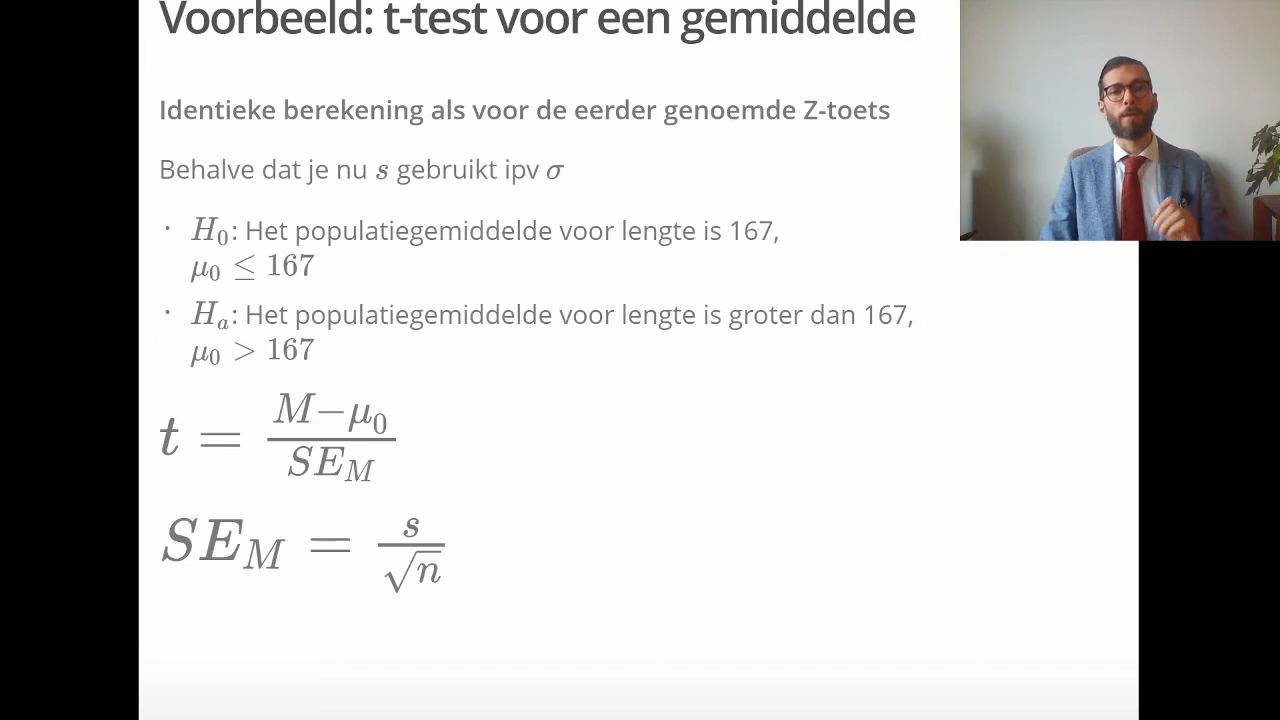 Voorbeeld: t-test voor een gemiddelde
Identieke berekening als voor de eerder genoemde Z-toets
Behalve dat je nu s gebruikt ipv σ
· H₀: Het populatiegemiddelde voor lengte is 167,
μ₀ ≤ 167
· Hₐ: Het populatiegemiddelde voor lengte is groter dan 167,
μ₀ > 167
t = (M−μ₀)/(SE_M)
SE_M = s/√n